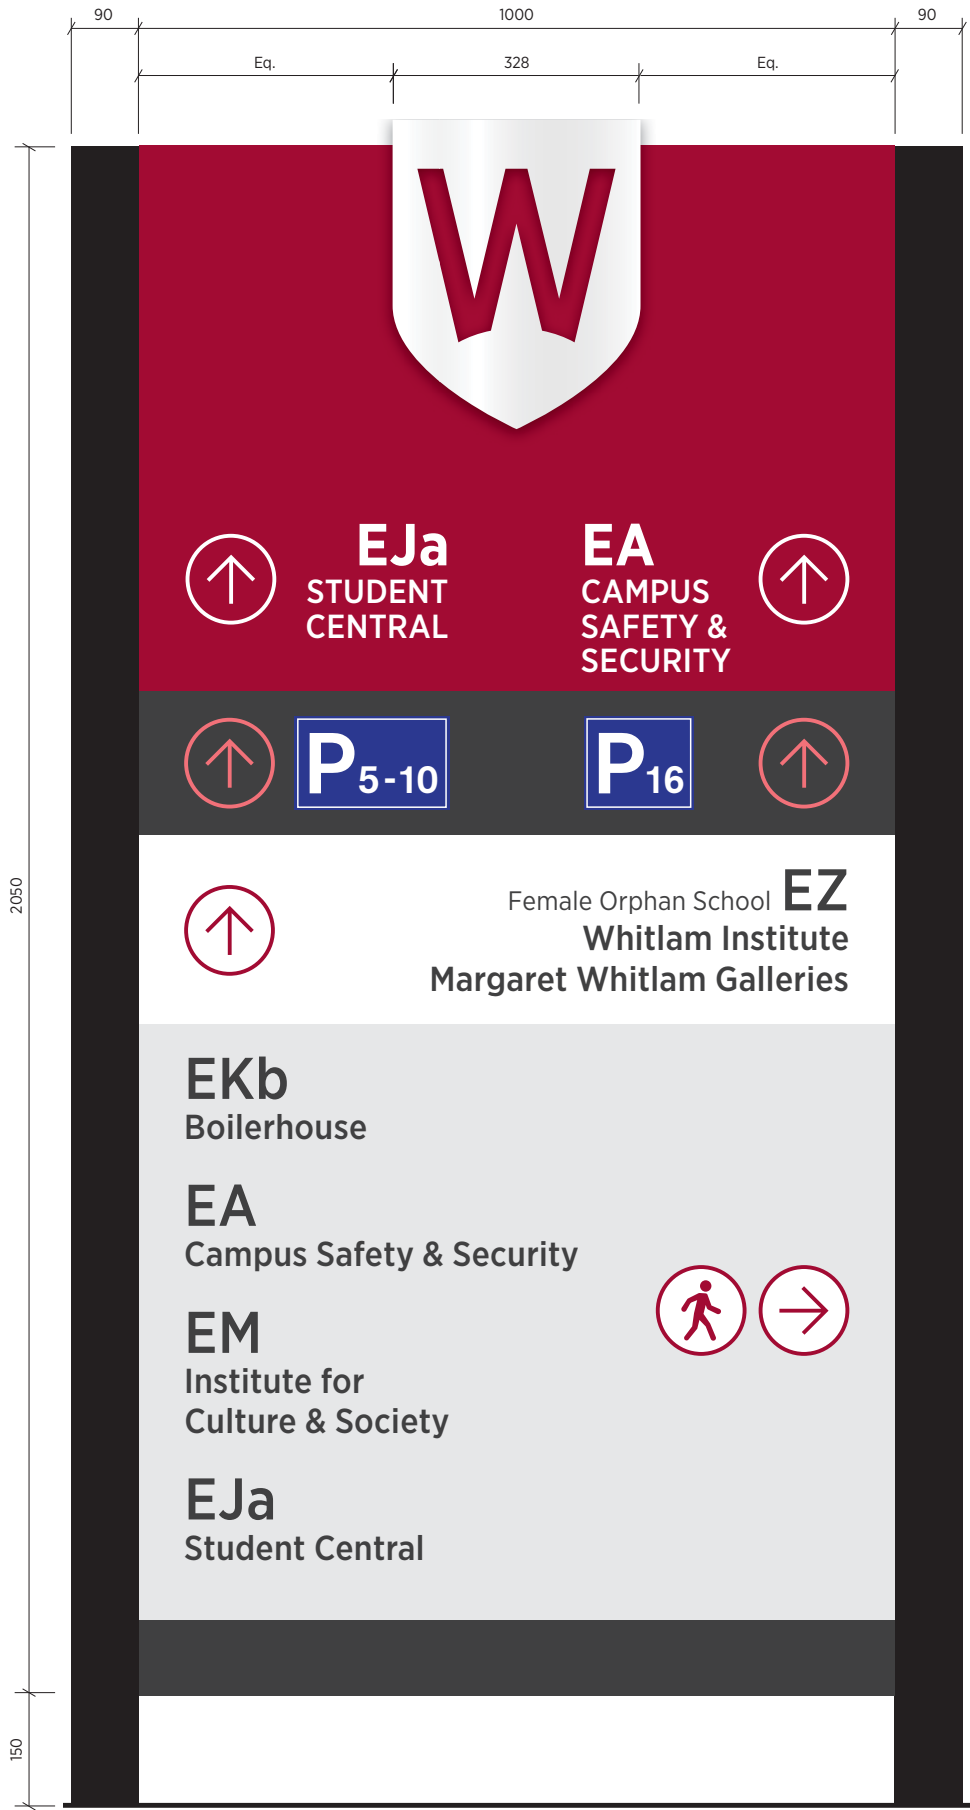 90
1000
90
Eq.
328
Eq.
W
EJa
STUDENT
CENTRAL
EA
CAMPUS
SAFETY &
SECURITY
P5-10
P16
2050
Female Orphan School EZ
Whitlam Institute
Margaret Whitlam Galleries
EKb
Boilerhouse
EA
Campus Safety & Security
EM
Institute for
Culture & Society
EJa
Student Central
150